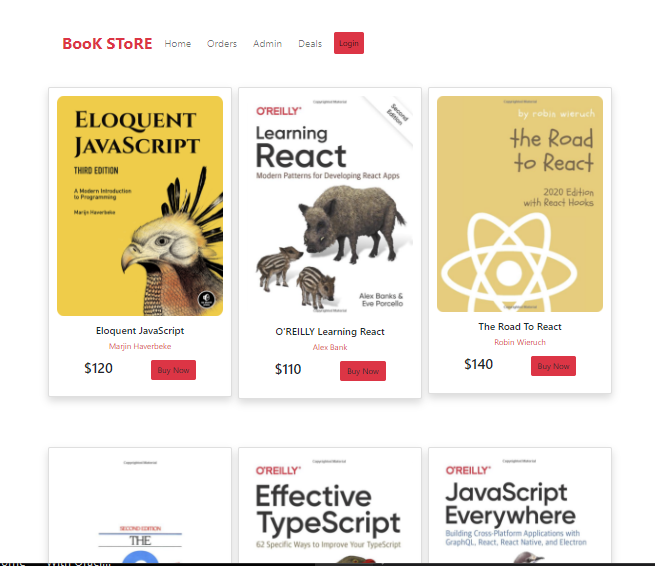 BooK SToRE Home Orders Admin Deals Login
ELOQUENT
JAVASCRIPT
THIRD EDITION
A Modern Introduction
to Programming
Marijn Haverbeke
Eloquent JavaScript
Marjin Haverbeke
$120 Buy Now
O'REILLY®
Second
Edition
Learning
React
Modern Patterns for Developing React Apps
Alex Banks &
Eve Porcello
O'REILLY Learning React
Alex Bank
$110 Buy Now
Copyrighted Material
by robin wieruch
the Road
to React
2020 Edition
with React Hooks
The Road To React
Robin Wieruch
$140 Buy Now
Copyrighted Material
SECOND EDITION
THE
Copyrighted Material
O'REILLY®
Effective
TypeScript
62 Specific Ways to Improve Your TypeScript
Copyrighted Material
O'REILLY®
JavaScript
Everywhere
Building Cross-Platform Applications with
GraphQL, React, React Native, and Electron